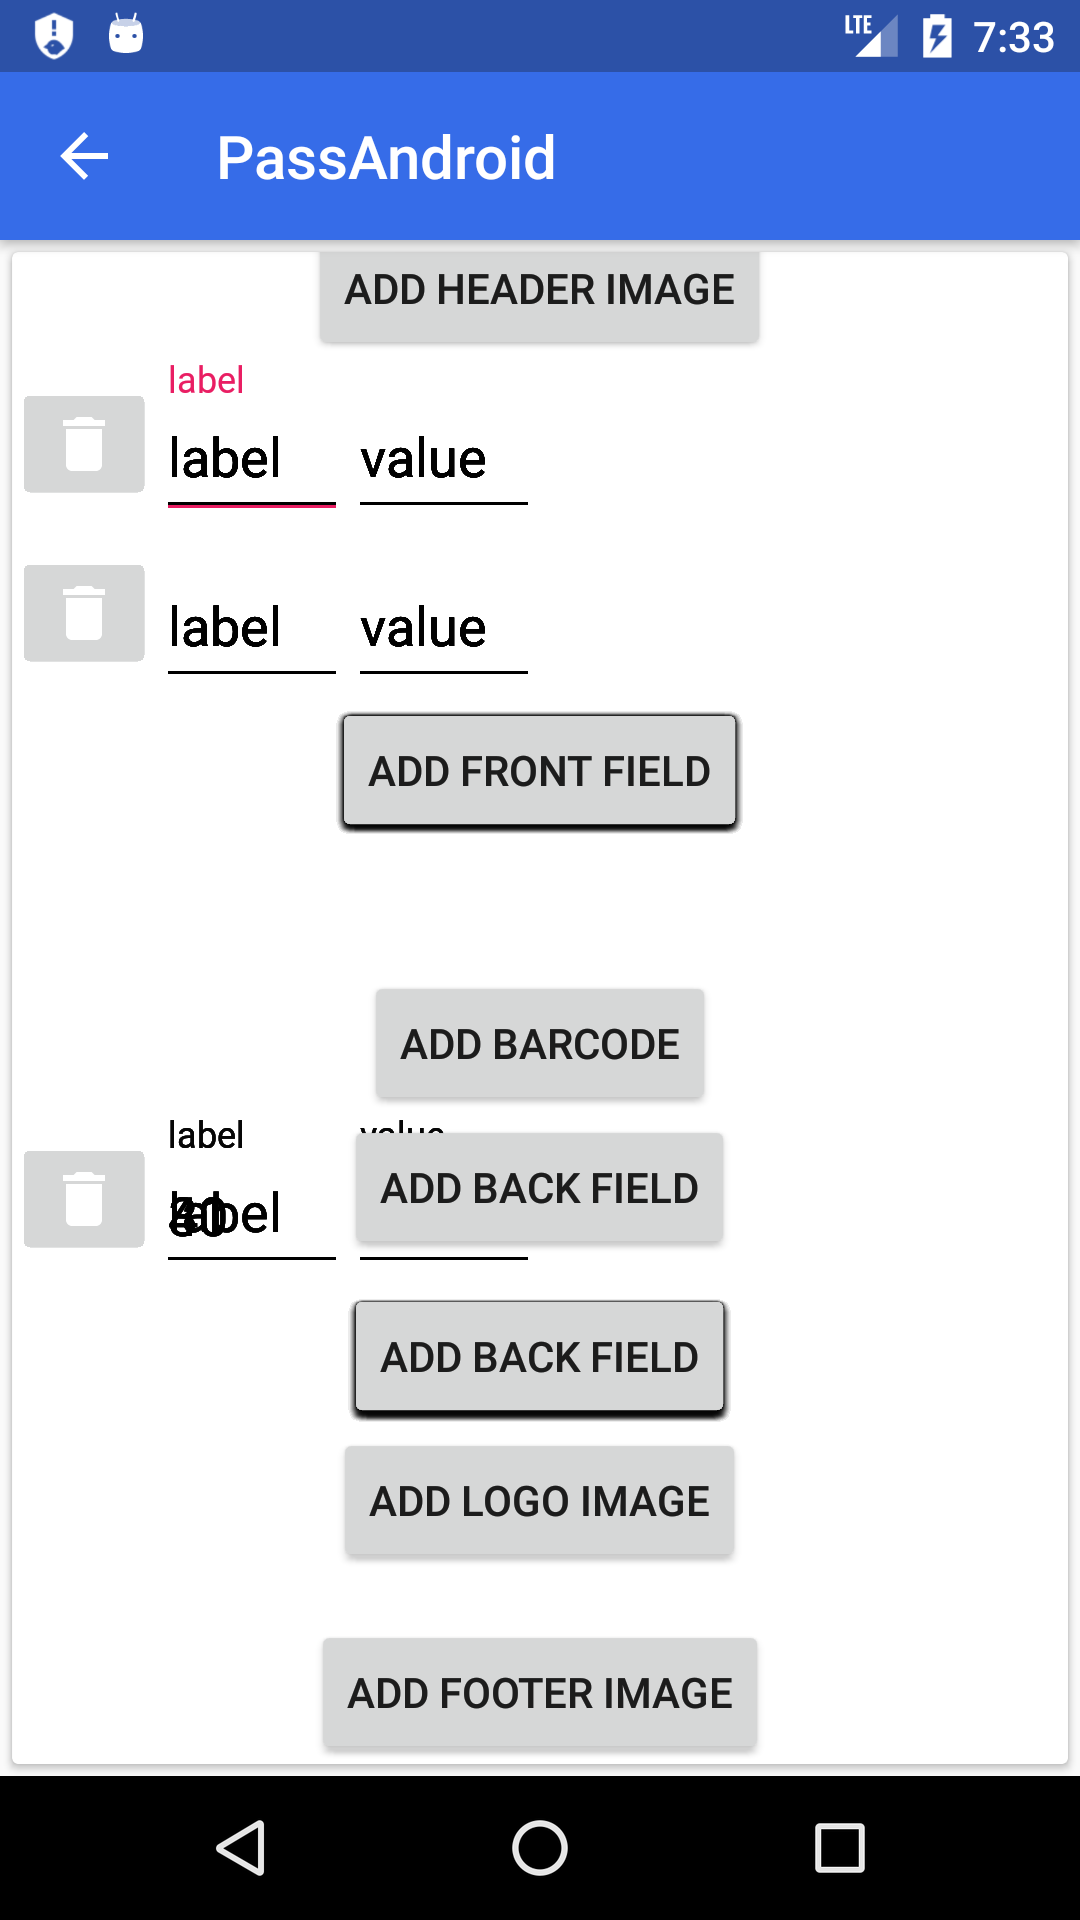 LTE 7:33
PassAndroid
ADD HEADER IMAGE
label
label value
label value
ADD FRONT FIELD
ADD BARCODE
label value
ADD BACK FIELD
ADD BACK FIELD
ADD LOGO IMAGE
ADD FOOTER IMAGE